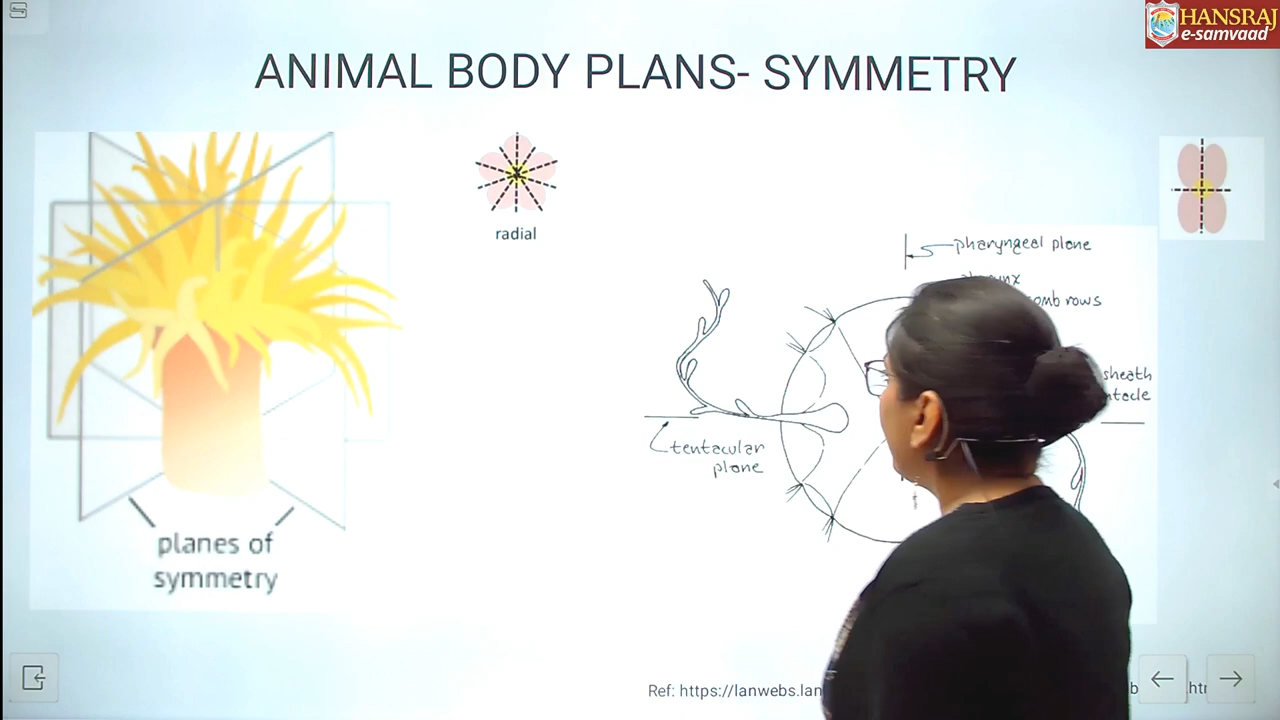 HANSRAJ
e-samvaad
ANIMAL BODY PLANS- SYMMETRY
radial
planes of
symmetry
pharyngeal plane
comb rows
sheath
tentacular
plane
Ref: https://lanwebs.lan